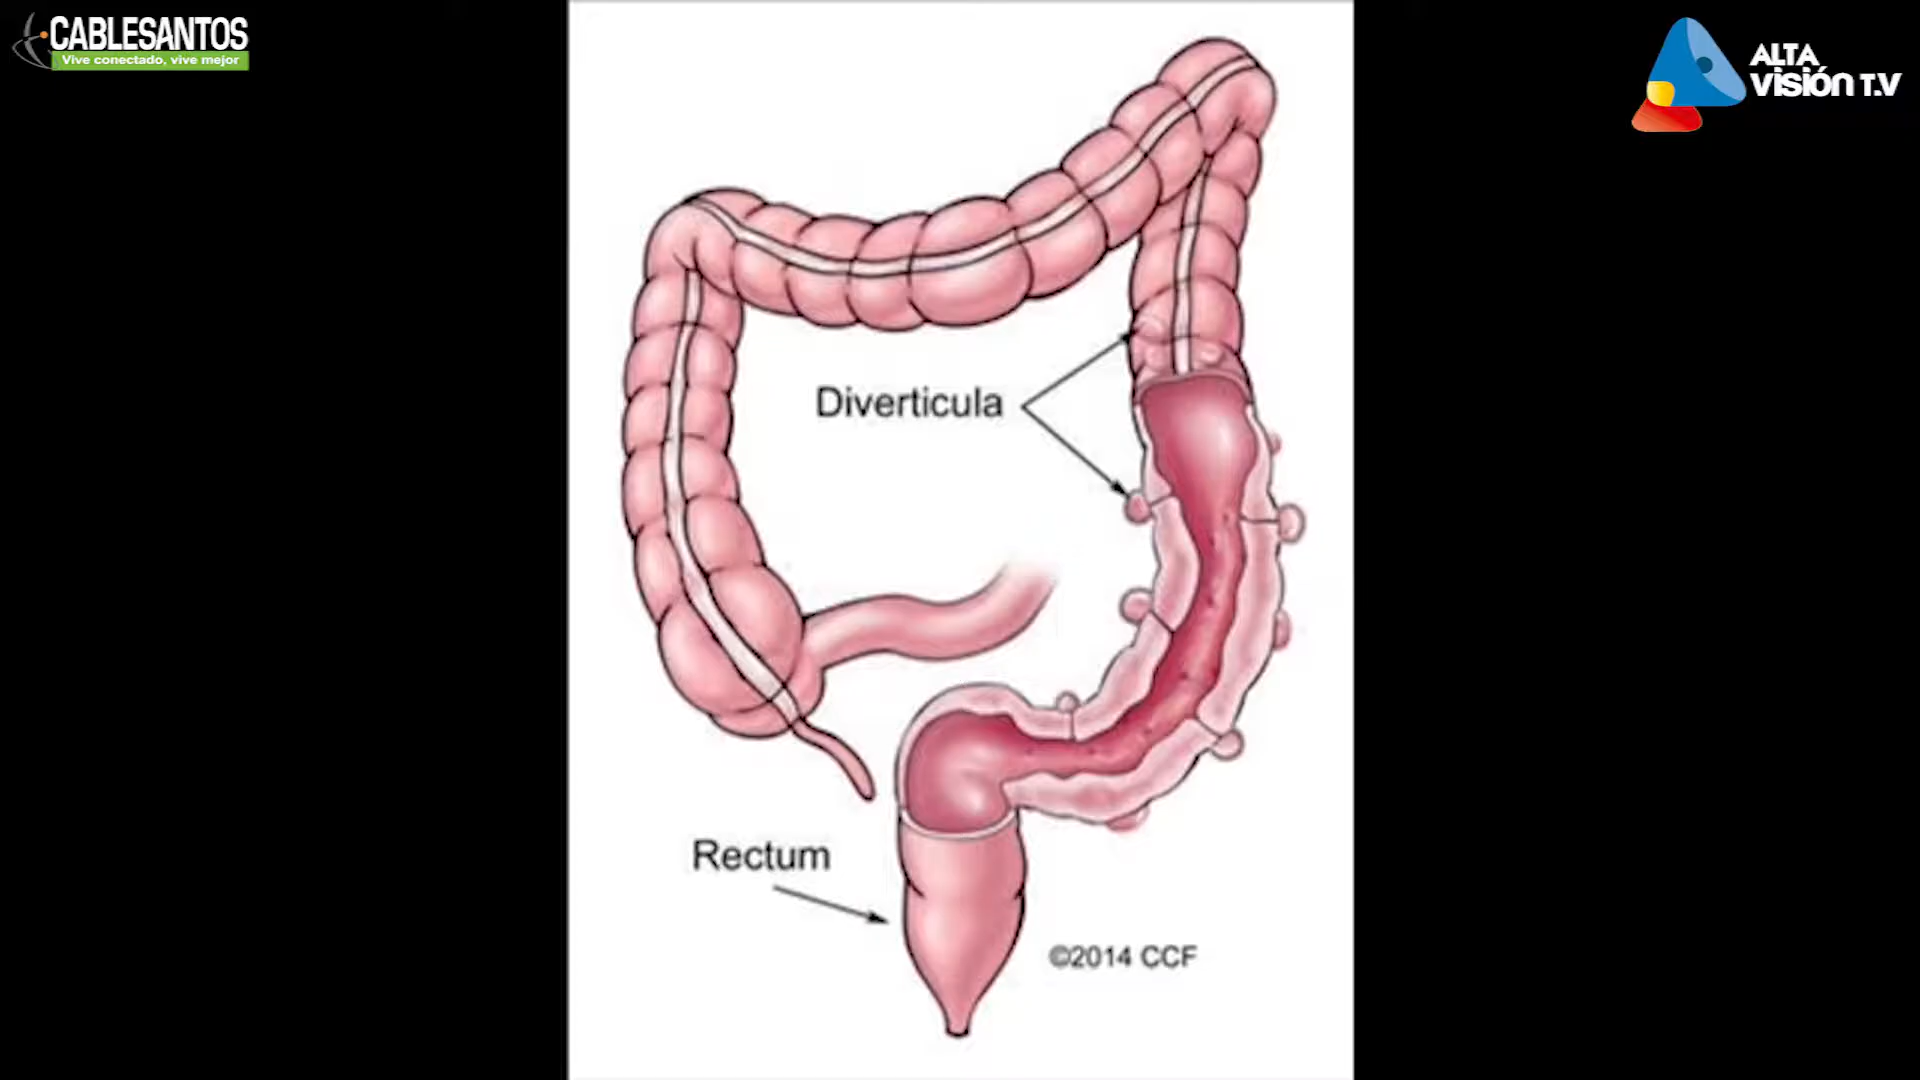 CABLESANTOS
Vive conectado, vive mejor
ALTA
VISIÓN T.V
Diverticula
Rectum
©2014 CCF